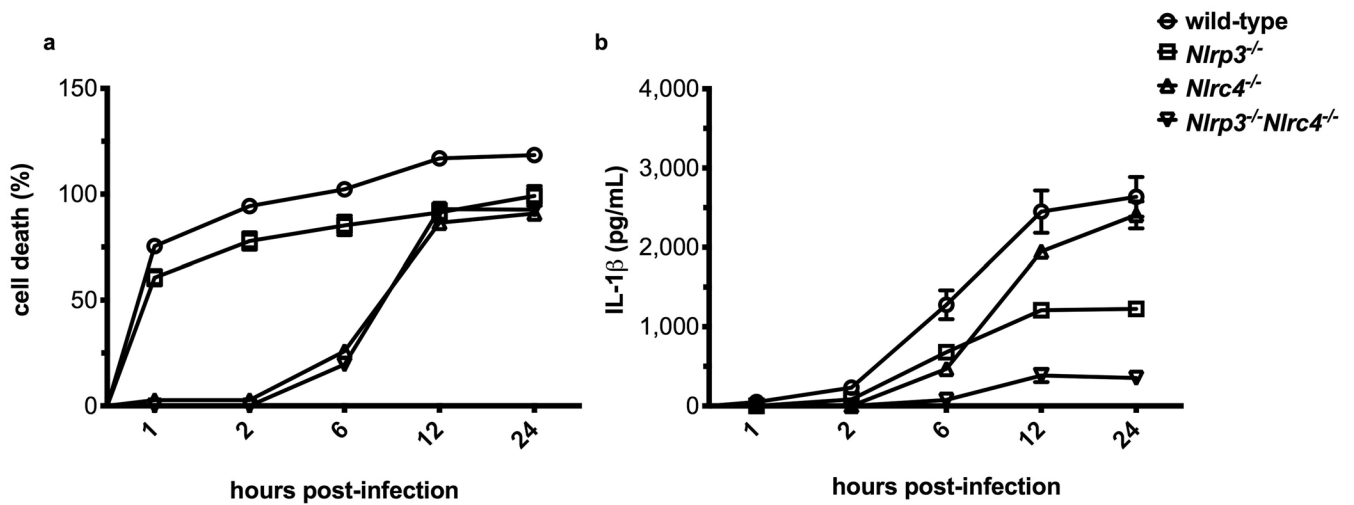 a
150
100
50
0
cell death (%)
1
2
6
12
24
hours post-infection
b
4,000
3,000
2,000
1,000
0
IL-1β (pg/mL)
1
2
6
12
24
hours post-infection
wild-type
Nlrp3-/-
Nlrc4-/-
Nlrp3-/-Nlrc4-/-